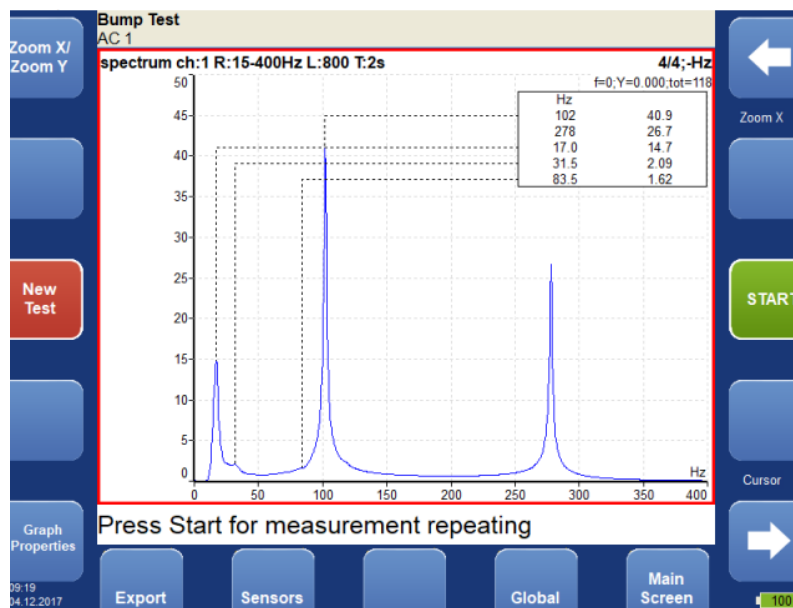 Bump Test
AC 1
Zoom X/
Zoom Y
spectrum ch:1 R:15-400Hz L:800 T:2s 4/4;-Hz
f=0;Y=0.000;tot=118
Hz
102 40.9
278 26.7
17.0 14.7
31.5 2.09
83.5 1.62
50
45
40
35
30
25
20
15
10
5
0
Hz
0 50 100 150 200 250 300 350 400
Zoom X
New
Test
START
Cursor
Press Start for measurement repeating
Graph
Properties
09:19
04.12.2017
Export
Sensors
Global
Main
Screen
100